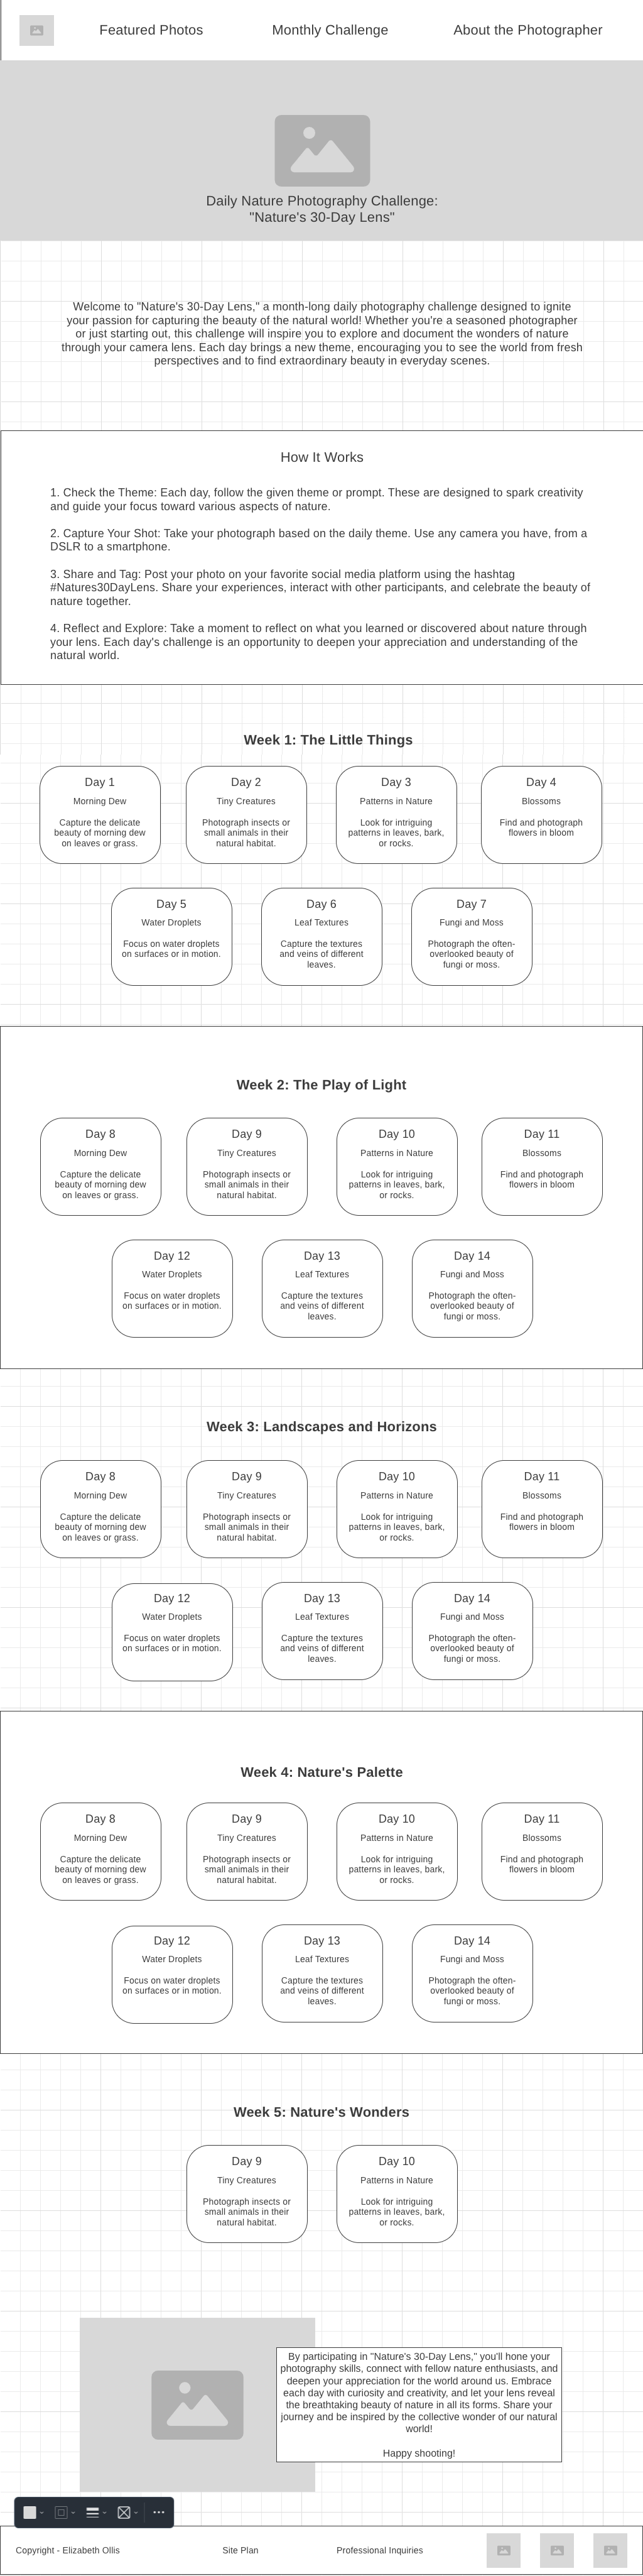 Featured Photos
Monthly Challenge
About the Photographer
Daily Nature Photography Challenge:
"Nature's 30-Day Lens"
Welcome to "Nature's 30-Day Lens," a month-long daily photography challenge designed to ignite
your passion for capturing the beauty of the natural world! Whether you're a seasoned photographer
or just starting out, this challenge will inspire you to explore and document the wonders of nature
through your camera lens. Each day brings a new theme, encouraging you to see the world from fresh
perspectives and to find extraordinary beauty in everyday scenes.
How It Works
1. Check the Theme: Each day, follow the given theme or prompt. These are designed to spark creativity
and guide your focus toward various aspects of nature.
2. Capture Your Shot: Take your photograph based on the daily theme. Use any camera you have, from a
DSLR to a smartphone.
3. Share and Tag: Post your photo on your favorite social media platform using the hashtag
#Natures30DayLens. Share your experiences, interact with other participants, and celebrate the beauty of
nature together.
4. Reflect and Explore: Take a moment to reflect on what you learned or discovered about nature through
your lens. Each day's challenge is an opportunity to deepen your appreciation and understanding of the
natural world.
Week 1: The Little Things
Day 1
Morning Dew
Capture the delicate
beauty of morning dew
on leaves or grass.
Day 2
Tiny Creatures
Photograph insects or
small animals in their
natural habitat.
Day 3
Patterns in Nature
Look for intriguing
patterns in leaves, bark,
or rocks.
Day 4
Blossoms
Find and photograph
flowers in bloom
Day 5
Water Droplets
Focus on water droplets
on surfaces or in motion.
Day 6
Leaf Textures
Capture the textures
and veins of different
leaves.
Day 7
Fungi and Moss
Photograph the often-
overlooked beauty of
fungi or moss.
Week 2: The Play of Light
Day 8
Morning Dew
Capture the delicate
beauty of morning dew
on leaves or grass.
Day 9
Tiny Creatures
Photograph insects or
small animals in their
natural habitat.
Day 10
Patterns in Nature
Look for intriguing
patterns in leaves, bark,
or rocks.
Day 11
Blossoms
Find and photograph
flowers in bloom
Day 12
Water Droplets
Focus on water droplets
on surfaces or in motion.
Day 13
Leaf Textures
Capture the textures
and veins of different
leaves.
Day 14
Fungi and Moss
Photograph the often-
overlooked beauty of
fungi or moss.
Week 3: Landscapes and Horizons
Day 8
Morning Dew
Capture the delicate
beauty of morning dew
on leaves or grass.
Day 9
Tiny Creatures
Photograph insects or
small animals in their
natural habitat.
Day 10
Patterns in Nature
Look for intriguing
patterns in leaves, bark,
or rocks.
Day 11
Blossoms
Find and photograph
flowers in bloom
Day 12
Water Droplets
Focus on water droplets
on surfaces or in motion.
Day 13
Leaf Textures
Capture the textures
and veins of different
leaves.
Day 14
Fungi and Moss
Photograph the often-
overlooked beauty of
fungi or moss.
Week 4: Nature's Palette
Day 8
Morning Dew
Capture the delicate
beauty of morning dew
on leaves or grass.
Day 9
Tiny Creatures
Photograph insects or
small animals in their
natural habitat.
Day 10
Patterns in Nature
Look for intriguing
patterns in leaves, bark,
or rocks.
Day 11
Blossoms
Find and photograph
flowers in bloom
Day 12
Water Droplets
Focus on water droplets
on surfaces or in motion.
Day 13
Leaf Textures
Capture the textures
and veins of different
leaves.
Day 14
Fungi and Moss
Photograph the often-
overlooked beauty of
fungi or moss.
Week 5: Nature's Wonders
Day 9
Tiny Creatures
Photograph insects or
small animals in their
natural habitat.
Day 10
Patterns in Nature
Look for intriguing
patterns in leaves, bark,
or rocks.
By participating in "Nature's 30-Day Lens," you'll hone your
photography skills, connect with fellow nature enthusiasts, and
deepen your appreciation for the world around us. Embrace
each day with curiosity and creativity, and let your lens reveal
the breathtaking beauty of nature in all its forms. Share your
journey and be inspired by the collective wonder of our natural
world!
Happy shooting!
Copyright - Elizabeth Ollis
Site Plan
Professional Inquiries